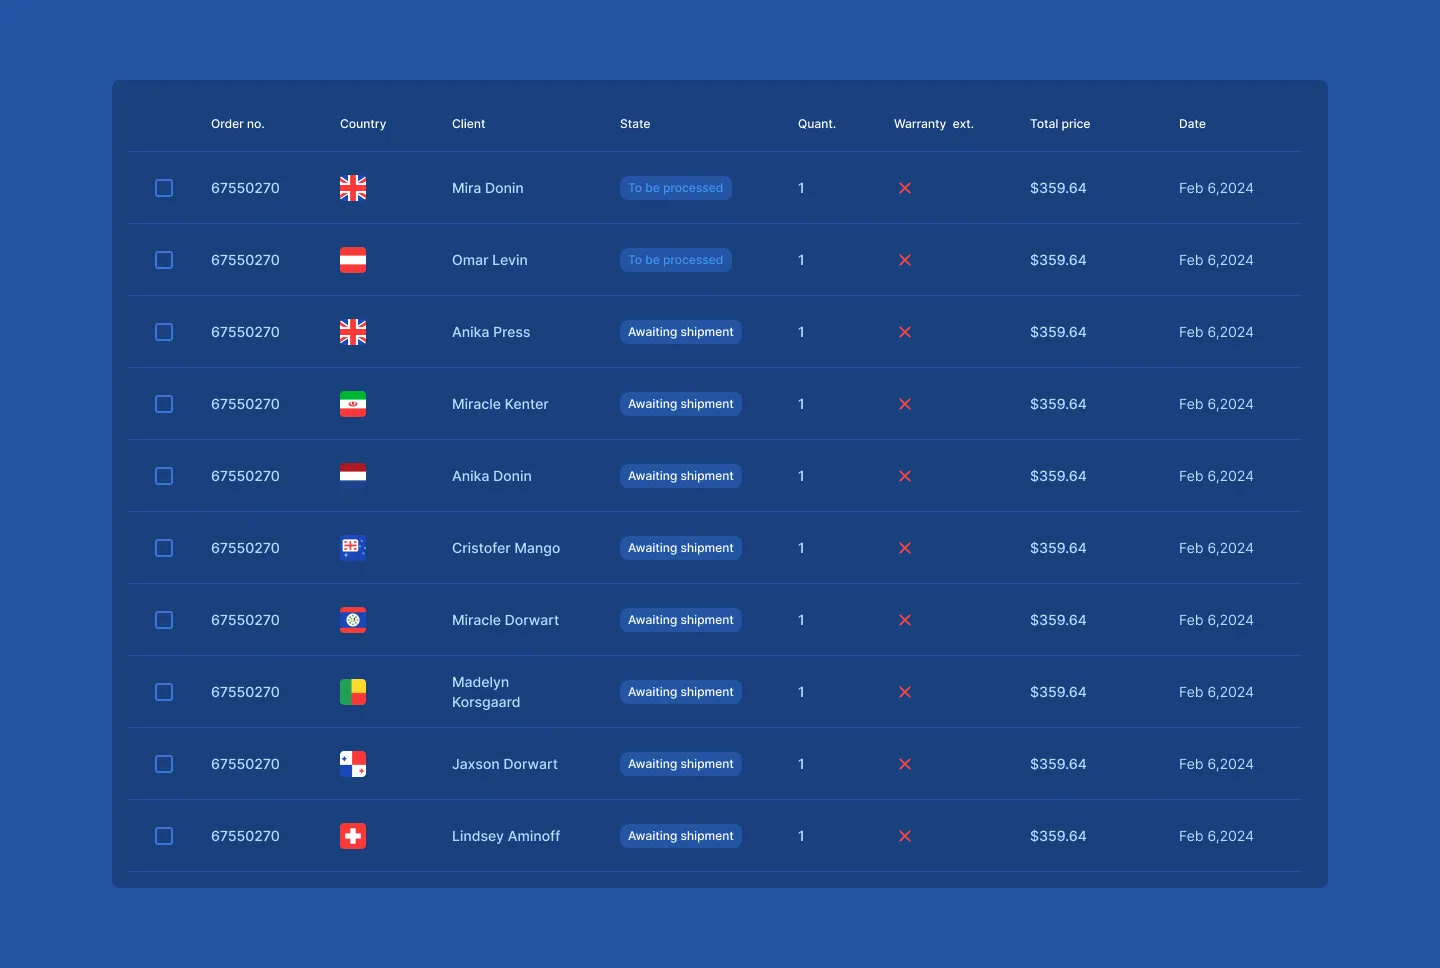 Order no. Country Client State Quant. Warranty ext. Total price Date
67550270 Mira Donin To be processed 1 $359.64 Feb 6,2024
67550270 Omar Levin To be processed 1 $359.64 Feb 6,2024
67550270 Anika Press Awaiting shipment 1 $359.64 Feb 6,2024
67550270 Miracle Kenter Awaiting shipment 1 $359.64 Feb 6,2024
67550270 Anika Donin Awaiting shipment 1 $359.64 Feb 6,2024
67550270 Cristofer Mango Awaiting shipment 1 $359.64 Feb 6,2024
67550270 Miracle Dorwart Awaiting shipment 1 $359.64 Feb 6,2024
67550270 Madelyn Korsgaard Awaiting shipment 1 $359.64 Feb 6,2024
67550270 Jaxson Dorwart Awaiting shipment 1 $359.64 Feb 6,2024
67550270 Lindsey Aminoff Awaiting shipment 1 $359.64 Feb 6,2024